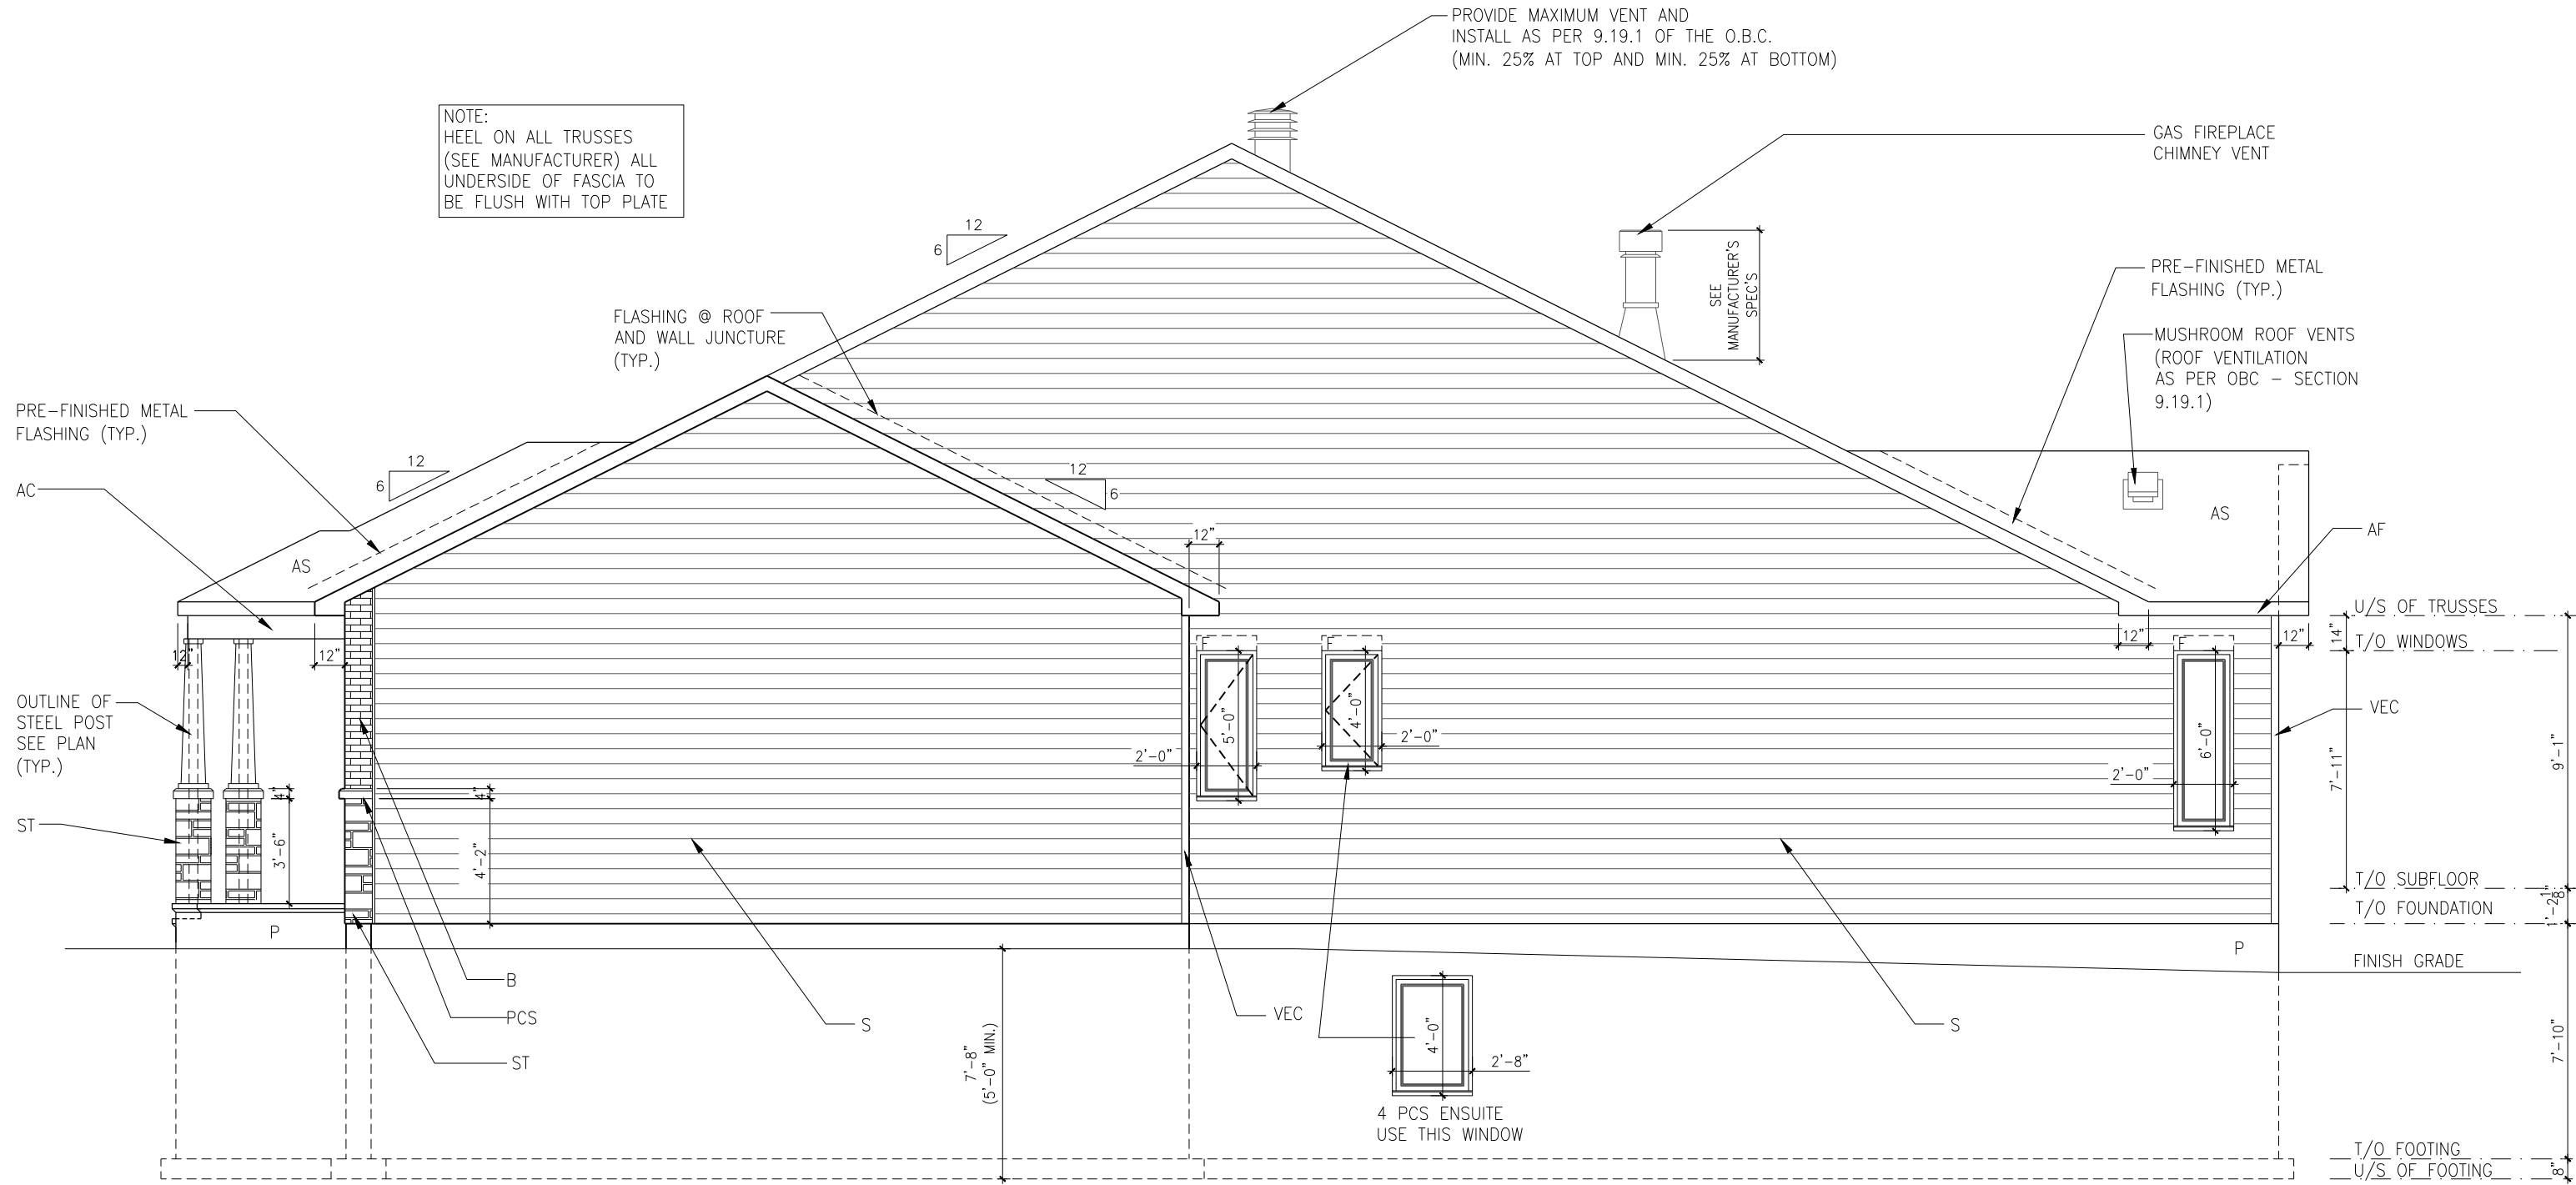 PROVIDE MAXIMUM VENT AND
INSTALL AS PER 9.19.1 OF THE O.B.C.
(MIN. 25% AT TOP AND MIN. 25% AT BOTTOM)
NOTE:
HEEL ON ALL TRUSSES
(SEE MANUFACTURER) ALL
UNDERSIDE OF FASCIA TO
BE FLUSH WITH TOP PLATE
GAS FIREPLACE
CHIMNEY VENT
12
6
SEE
MANUFACTURER'S
SPEC'S
PRE-FINISHED METAL
FLASHING (TYP.)
FLASHING @ ROOF
AND WALL JUNCTURE
(TYP.)
MUSHROOM ROOF VENTS
(ROOF VENTILATION
AS PER OBC - SECTION
9.19.1)
PRE-FINISHED METAL
FLASHING (TYP.)
12
6
12
6
AC
AS
AS
AF
12"
U/S OF TRUSSES
14"
T/O WINDOWS
12"
12"
12"
12"
F
F
F
OUTLINE OF
STEEL POST
SEE PLAN
(TYP.)
VEC
5'-0"
4'-0"
6'-0"
2'-0"
2'-0"
2'-0"
7'-11"
9'-1"
4"
4"
ST
3'-6"
4'-2"
T/O SUBFLOOR
1'-2 1/8"
T/O FOUNDATION
P
P
FINISH GRADE
B
PCS
ST
S
VEC
S
7'-8"
(5'-0" MIN.)
4'-0"
2'-8"
4 PCS ENSUITE
USE THIS WINDOW
7'-10"
T/O FOOTING
U/S OF FOOTING
8"